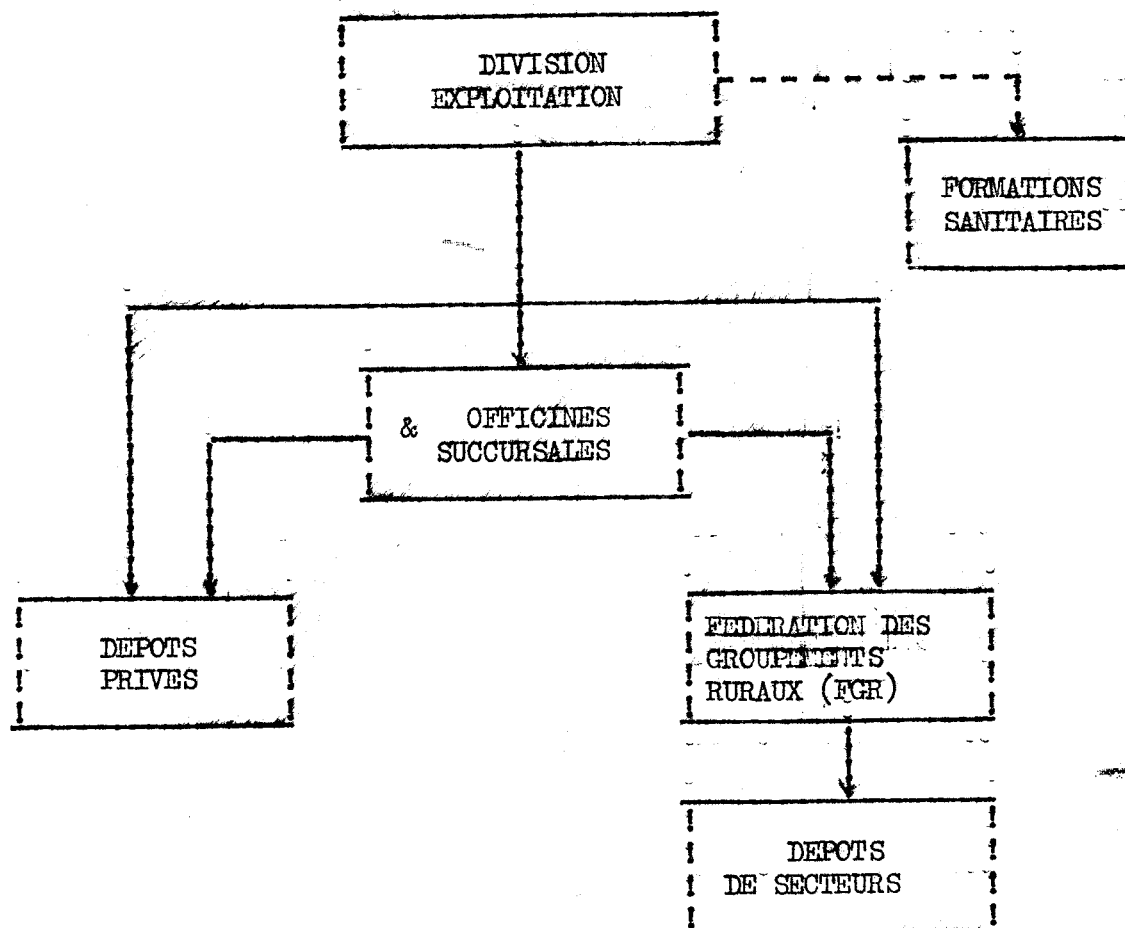 DIVISION
EXPLOITATION
FORMATIONS
SANITAIRES
& OFFICINES
SUCCURSALES
DEPOTS
PRIVES
FEDERATION DES
GROUPEMENTS
RURAUX (FGR)
DEPOTS
DE SECTEURS